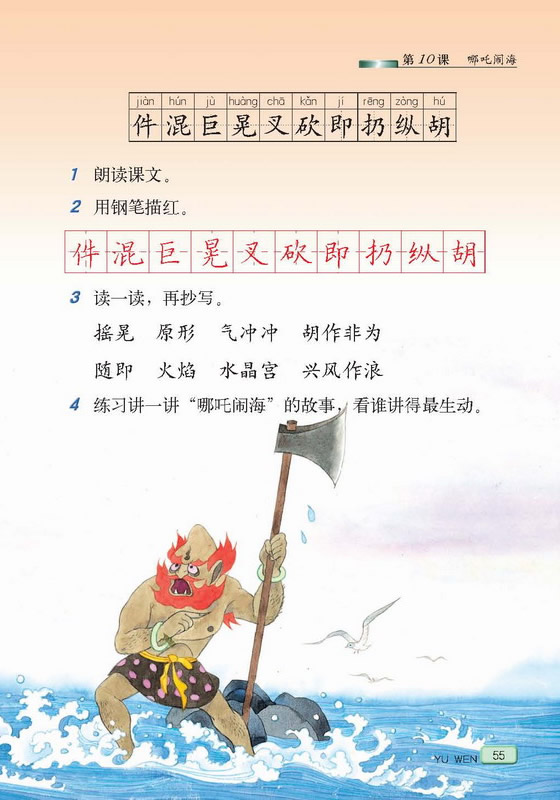 第10课 哪吒闹海
jiàn hún jù huàng chā kǎn jí rēng zòng hú
件混巨晃叉砍即扔纵胡
1 朗读课文。
2 用钢笔描红。
件混巨晃叉砍即扔纵胡
3 读一读，再抄写。
摇晃 原形 气冲冲 胡作非为
随即 火焰 水晶宫 兴风作浪
4 练习讲一讲“哪吒闹海”的故事，看谁讲得最生动。
YU WEN 55